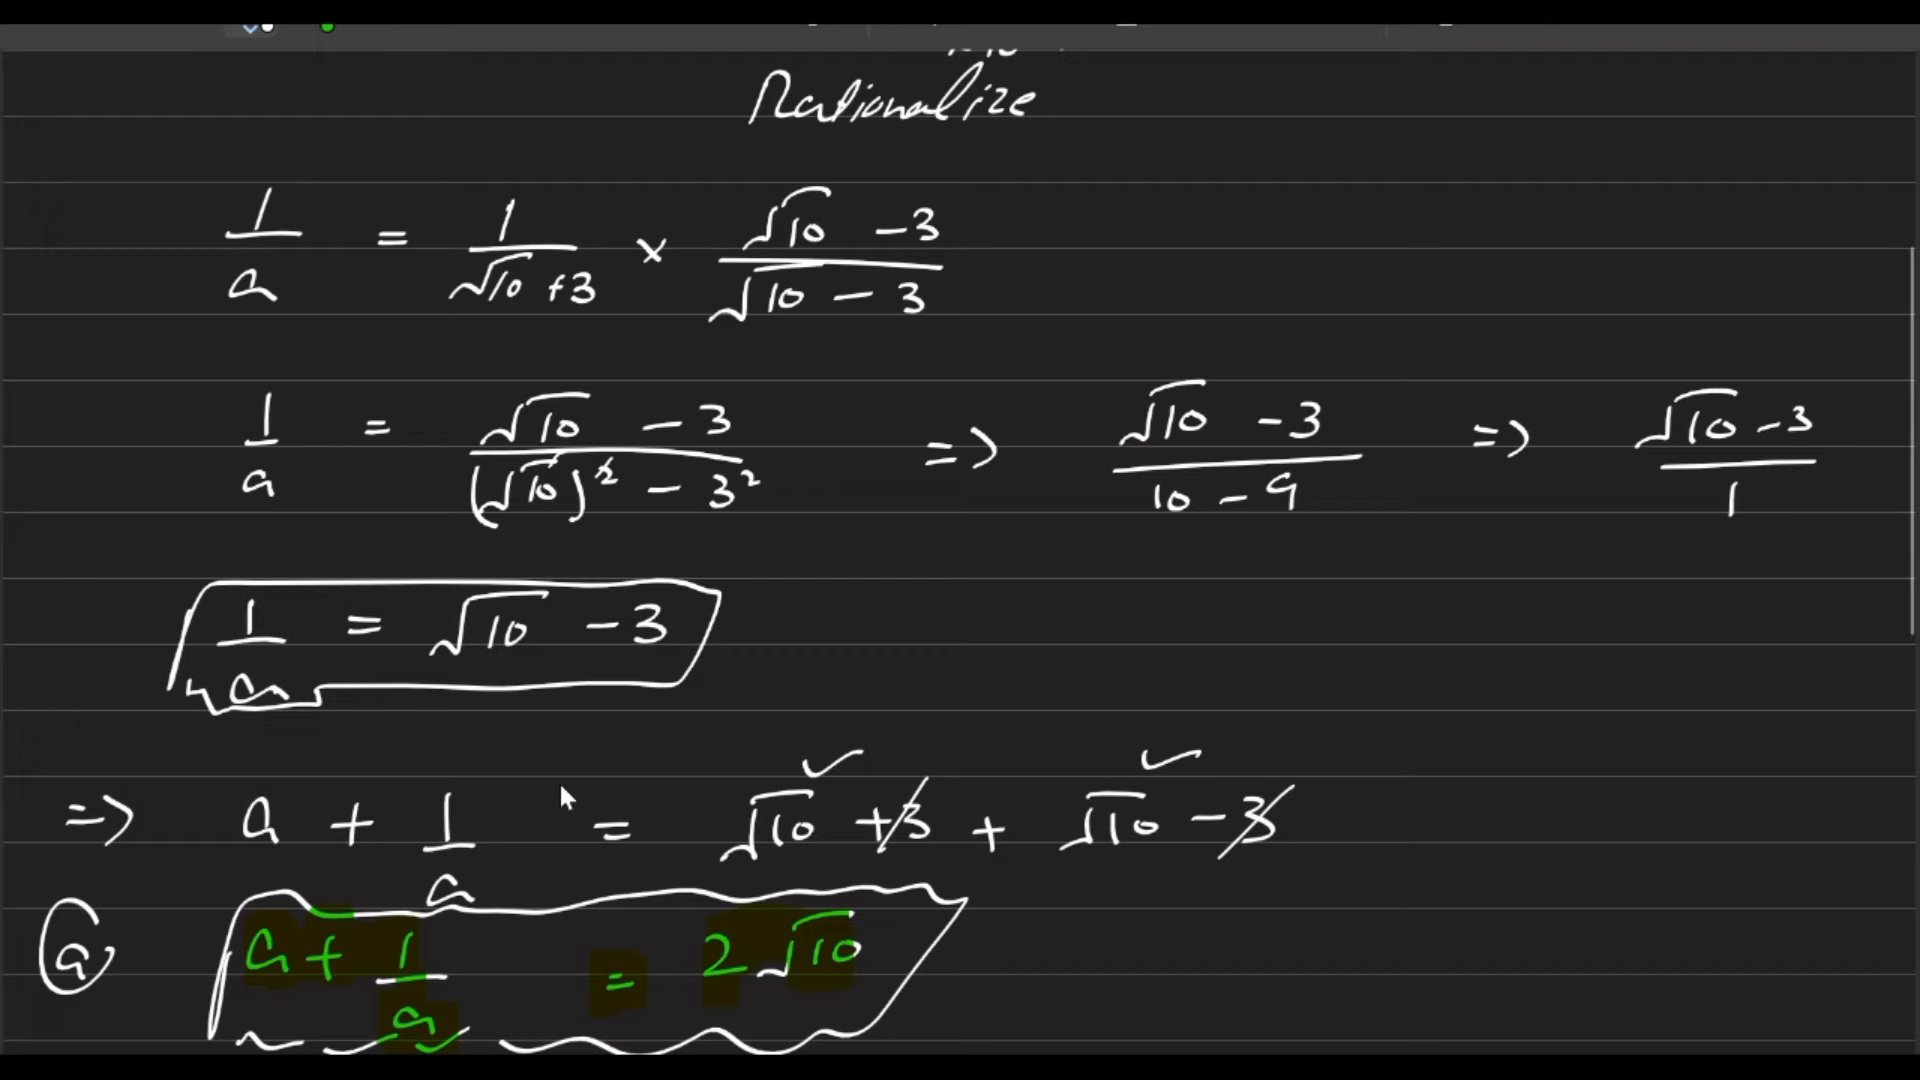 Rationalize
1/a = 1/(√10 +3) × (√10 -3)/(√10 - 3)
1/a = (√10 - 3)/((√10)² - 3²) => (√10 -3)/(10 - 9) => (√10 -3)/1
1/a = √10 -3
=> a + 1/a = √10 +3 + √10 -3
(a) a + 1/a = 2√10